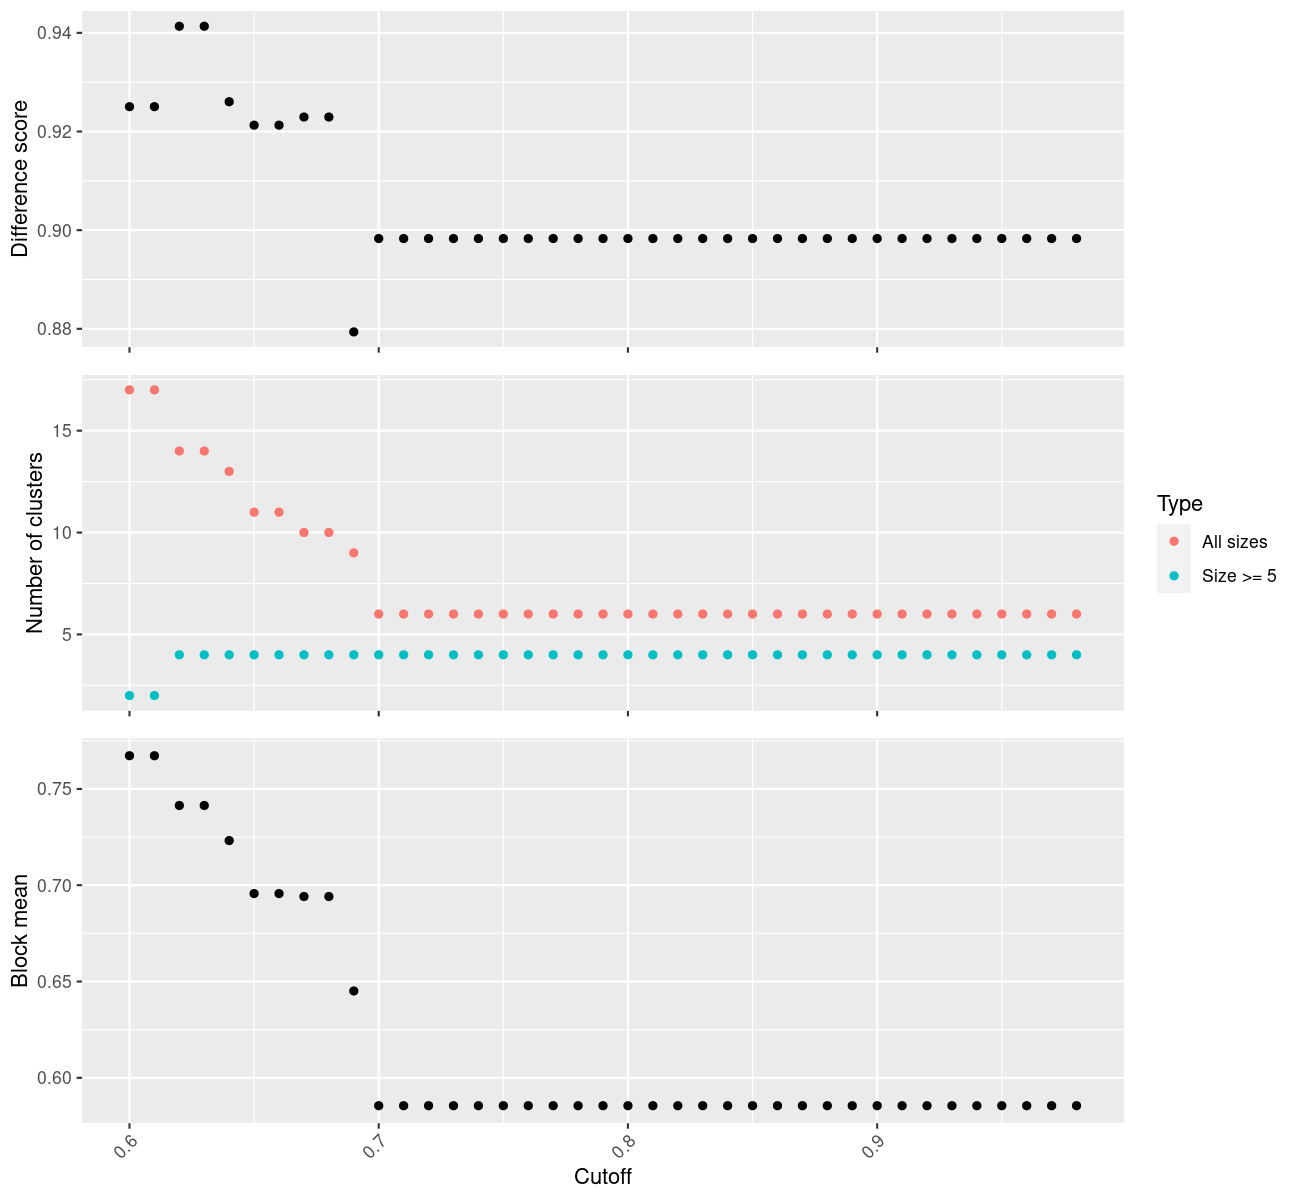 Difference score
0.94
0.92
0.90
0.88
Number of clusters
15
10
5
Block mean
0.75
0.70
0.65
0.60
0.6
0.7
0.8
0.9
Cutoff
Type
All sizes
Size >= 5